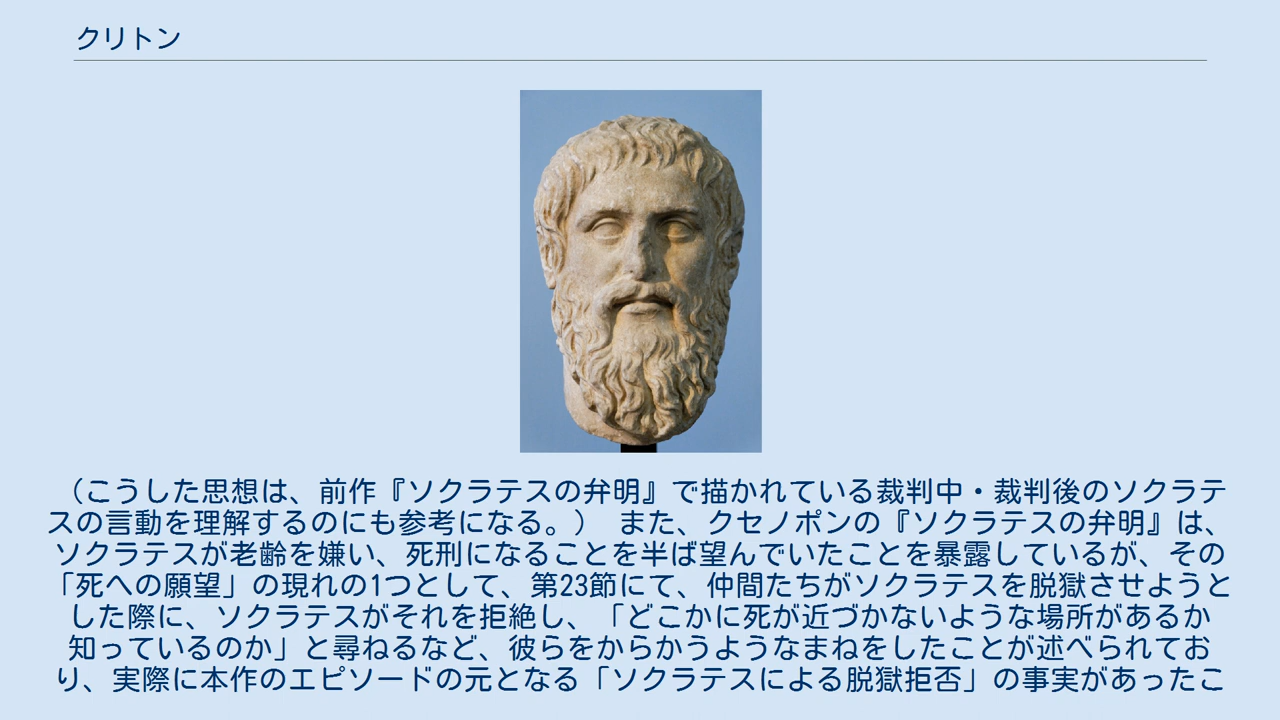 クリトン
（こうした思想は、前作『ソクラテスの弁明』で描かれている裁判中・裁判後のソクラテ
スの言動を理解するのにも参考になる。）　また、クセノポンの『ソクラテスの弁明』は、
ソクラテスが老齢を嫌い、死刑になることを半ば望んでいたことを暴露しているが、その
「死への願望」の現れの1つとして、第23節にて、仲間たちがソクラテスを脱獄させようと
した際に、ソクラテスがそれを拒絶し、「どこかに死が近づかないような場所があるか
知っているのか」と尋ねるなど、彼らをからかうようなまねをしたことが述べられてお
り、実際に本作のエピソードの元となる「ソクラテスによる脱獄拒否」の事実があったこ